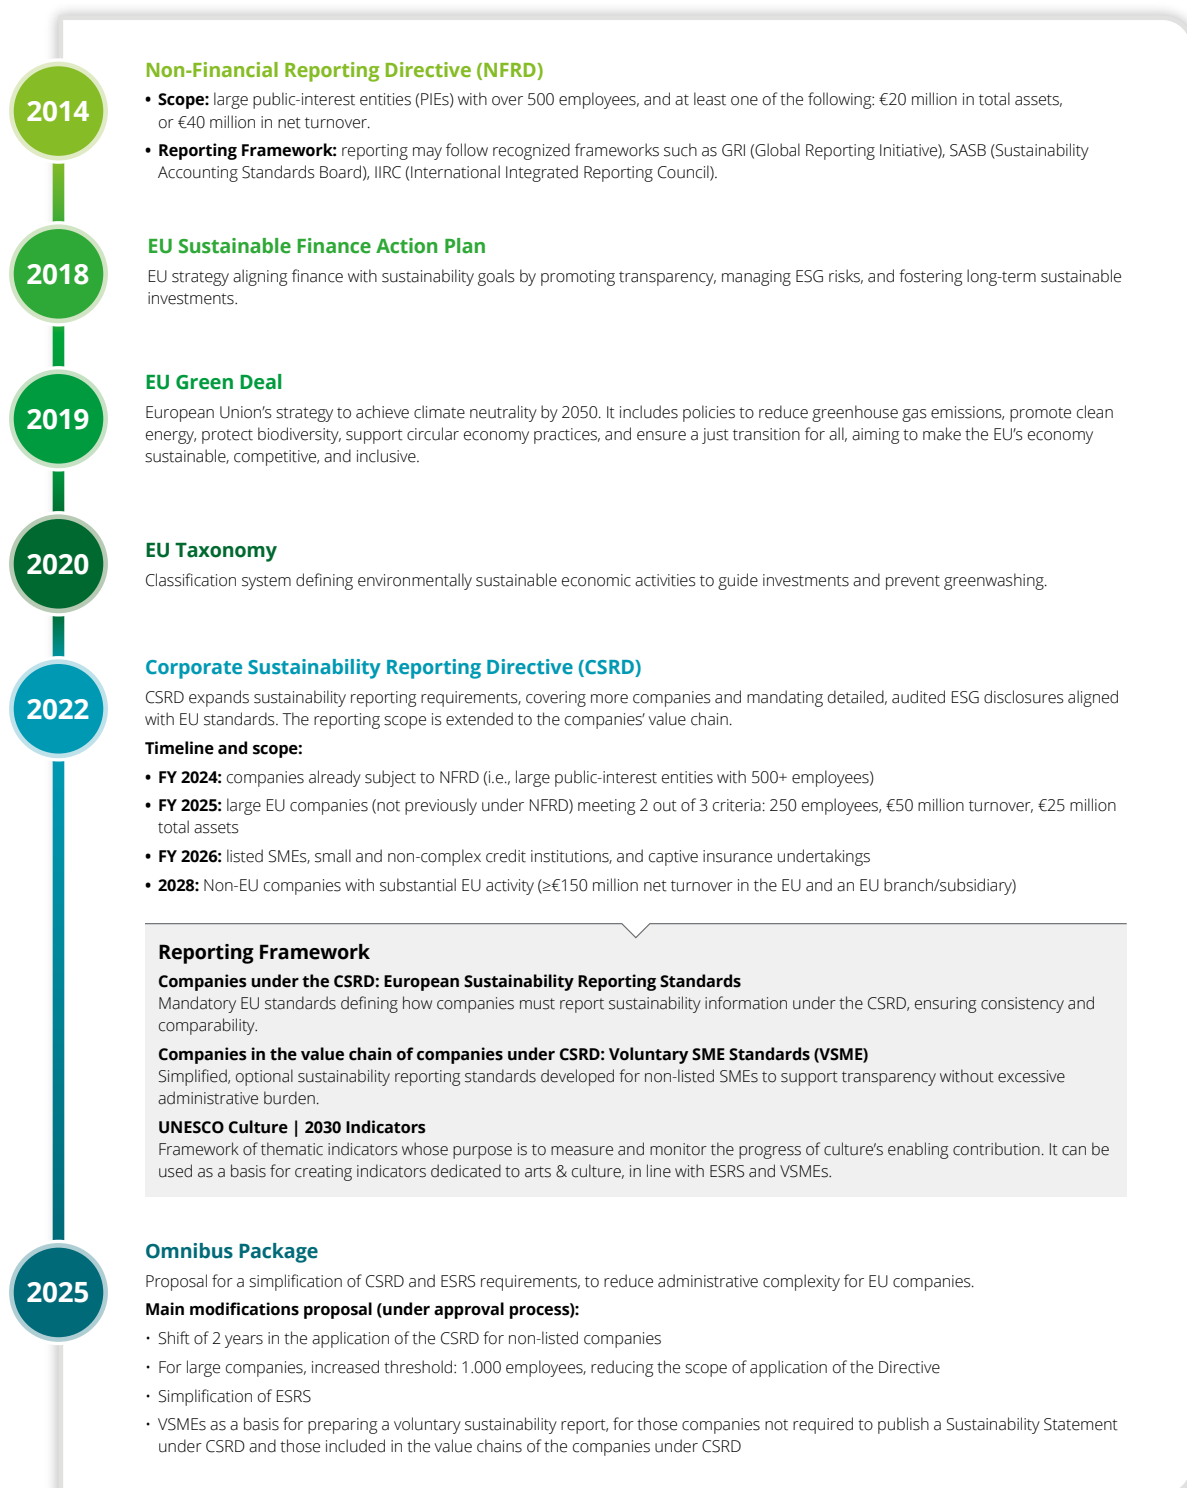 2014
Non-Financial Reporting Directive (NFRD)
• Scope: large public-interest entities (PIEs) with over 500 employees, and at least one of the following: €20 million in total assets,
or €40 million in net turnover.
• Reporting Framework: reporting may follow recognized frameworks such as GRI (Global Reporting Initiative), SASB (Sustainability
Accounting Standards Board), IIRC (International Integrated Reporting Council).
2018
EU Sustainable Finance Action Plan
EU strategy aligning finance with sustainability goals by promoting transparency, managing ESG risks, and fostering long-term sustainable
investments.
2019
EU Green Deal
European Union's strategy to achieve climate neutrality by 2050. It includes policies to reduce greenhouse gas emissions, promote clean
energy, protect biodiversity, support circular economy practices, and ensure a just transition for all, aiming to make the EU's economy
sustainable, competitive, and inclusive.
2020
EU Taxonomy
Classification system defining environmentally sustainable economic activities to guide investments and prevent greenwashing.
2022
Corporate Sustainability Reporting Directive (CSRD)
CSRD expands sustainability reporting requirements, covering more companies and mandating detailed, audited ESG disclosures aligned
with EU standards. The reporting scope is extended to the companies' value chain.
Timeline and scope:
• FY 2024: companies already subject to NFRD (i.e., large public-interest entities with 500+ employees)
• FY 2025: large EU companies (not previously under NFRD) meeting 2 out of 3 criteria: 250 employees, €50 million turnover, €25 million
total assets
• FY 2026: listed SMEs, small and non-complex credit institutions, and captive insurance undertakings
• 2028: Non-EU companies with substantial EU activity (≥€150 million net turnover in the EU and an EU branch/subsidiary)
Reporting Framework
Companies under the CSRD: European Sustainability Reporting Standards
Mandatory EU standards defining how companies must report sustainability information under the CSRD, ensuring consistency and
comparability.
Companies in the value chain of companies under CSRD: Voluntary SME Standards (VSME)
Simplified, optional sustainability reporting standards developed for non-listed SMEs to support transparency without excessive
administrative burden.
UNESCO Culture | 2030 Indicators
Framework of thematic indicators whose purpose is to measure and monitor the progress of culture's enabling contribution. It can be
used as a basis for creating indicators dedicated to arts & culture, in line with ESRS and VSMEs.
2025
Omnibus Package
Proposal for a simplification of CSRD and ESRS requirements, to reduce administrative complexity for EU companies.
Main modifications proposal (under approval process):
· Shift of 2 years in the application of the CSRD for non-listed companies
· For large companies, increased threshold: 1.000 employees, reducing the scope of application of the Directive
· Simplification of ESRS
· VSMEs as a basis for preparing a voluntary sustainability report, for those companies not required to publish a Sustainability Statement
under CSRD and those included in the value chains of the companies under CSRD